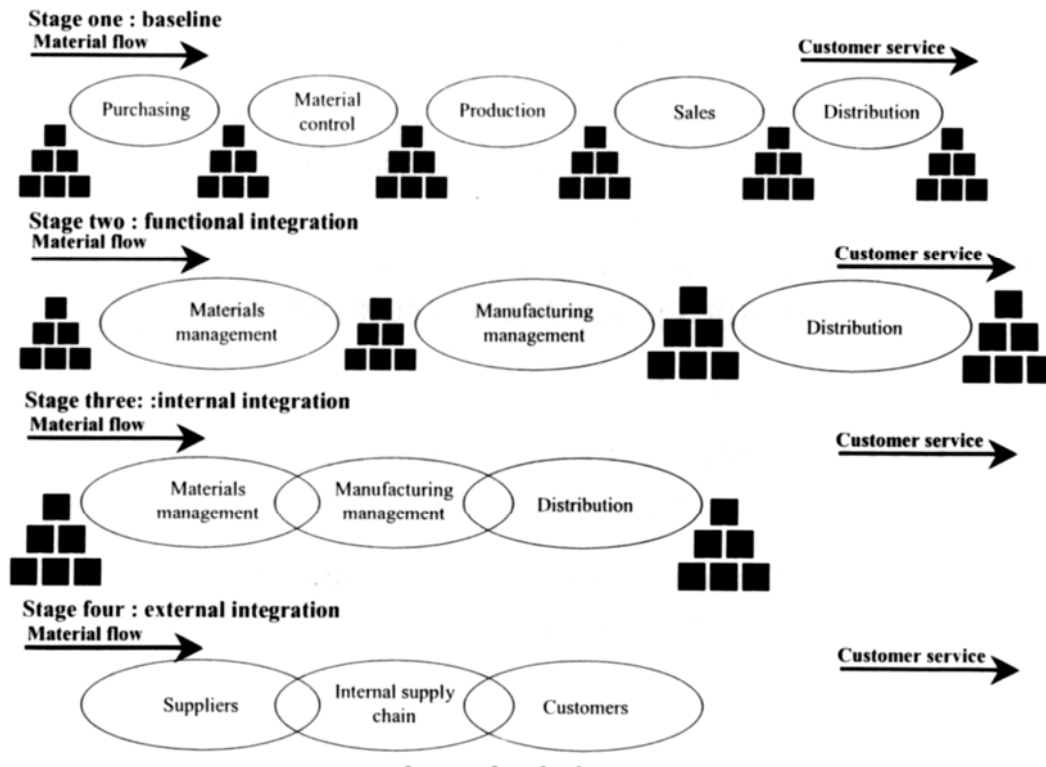 Stage one : baseline
Material flow
Customer service
Purchasing
Material
control
Production
Sales
Distribution
Stage two : functional integration
Material flow
Customer service
Materials
management
Manufacturing
management
Distribution
Stage three: :internal integration
Material flow
Customer service
Materials
management
Manufacturing
management
Distribution
Stage four : external integration
Material flow
Customer service
Suppliers
Internal supply
chain
Customers